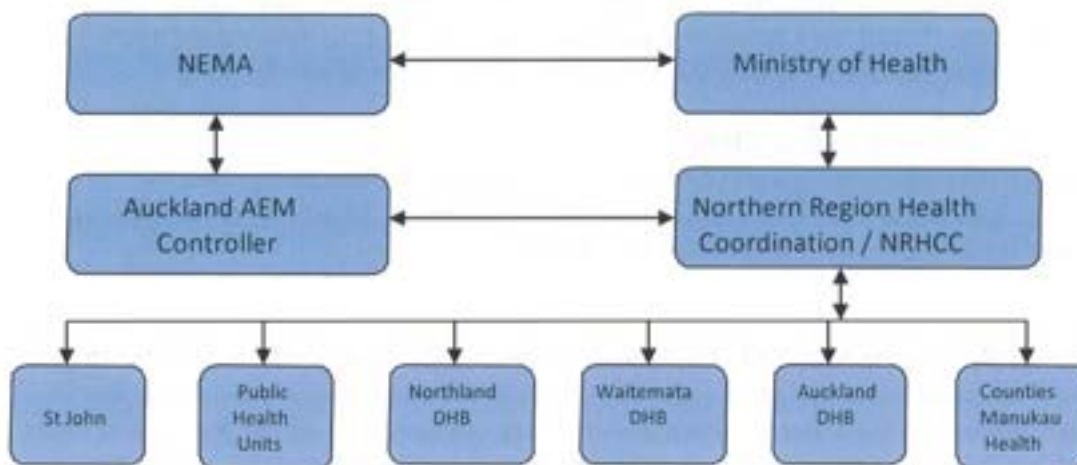 NEMA
Ministry of Health
Auckland AEM
Controller
Northern Region Health
Coordination / NRHCC
St John
Public
Health
Units
Northland
DHB
Waitemata
DHB
Auckland
DHB
Counties
Manukau
Health